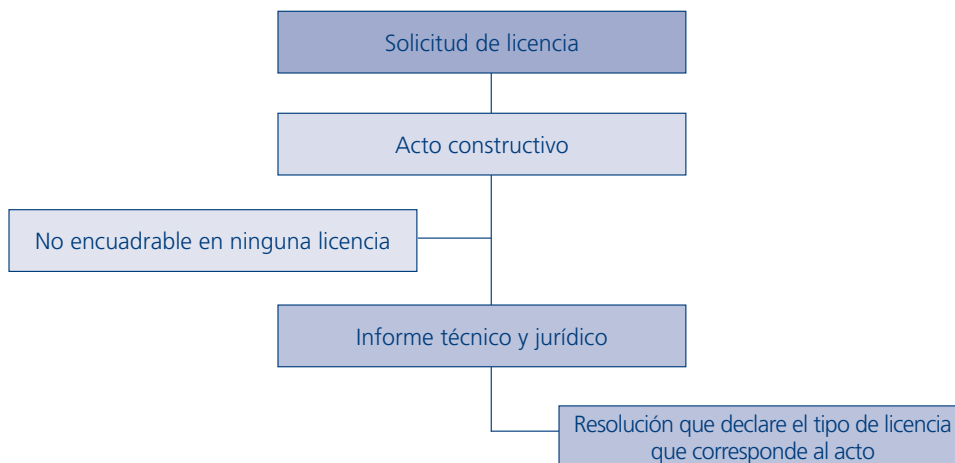 Solicitud de licencia
Acto constructivo
No encuadrable en ninguna licencia
Informe técnico y jurídico
Resolución que declare el tipo de licencia
que corresponde al acto